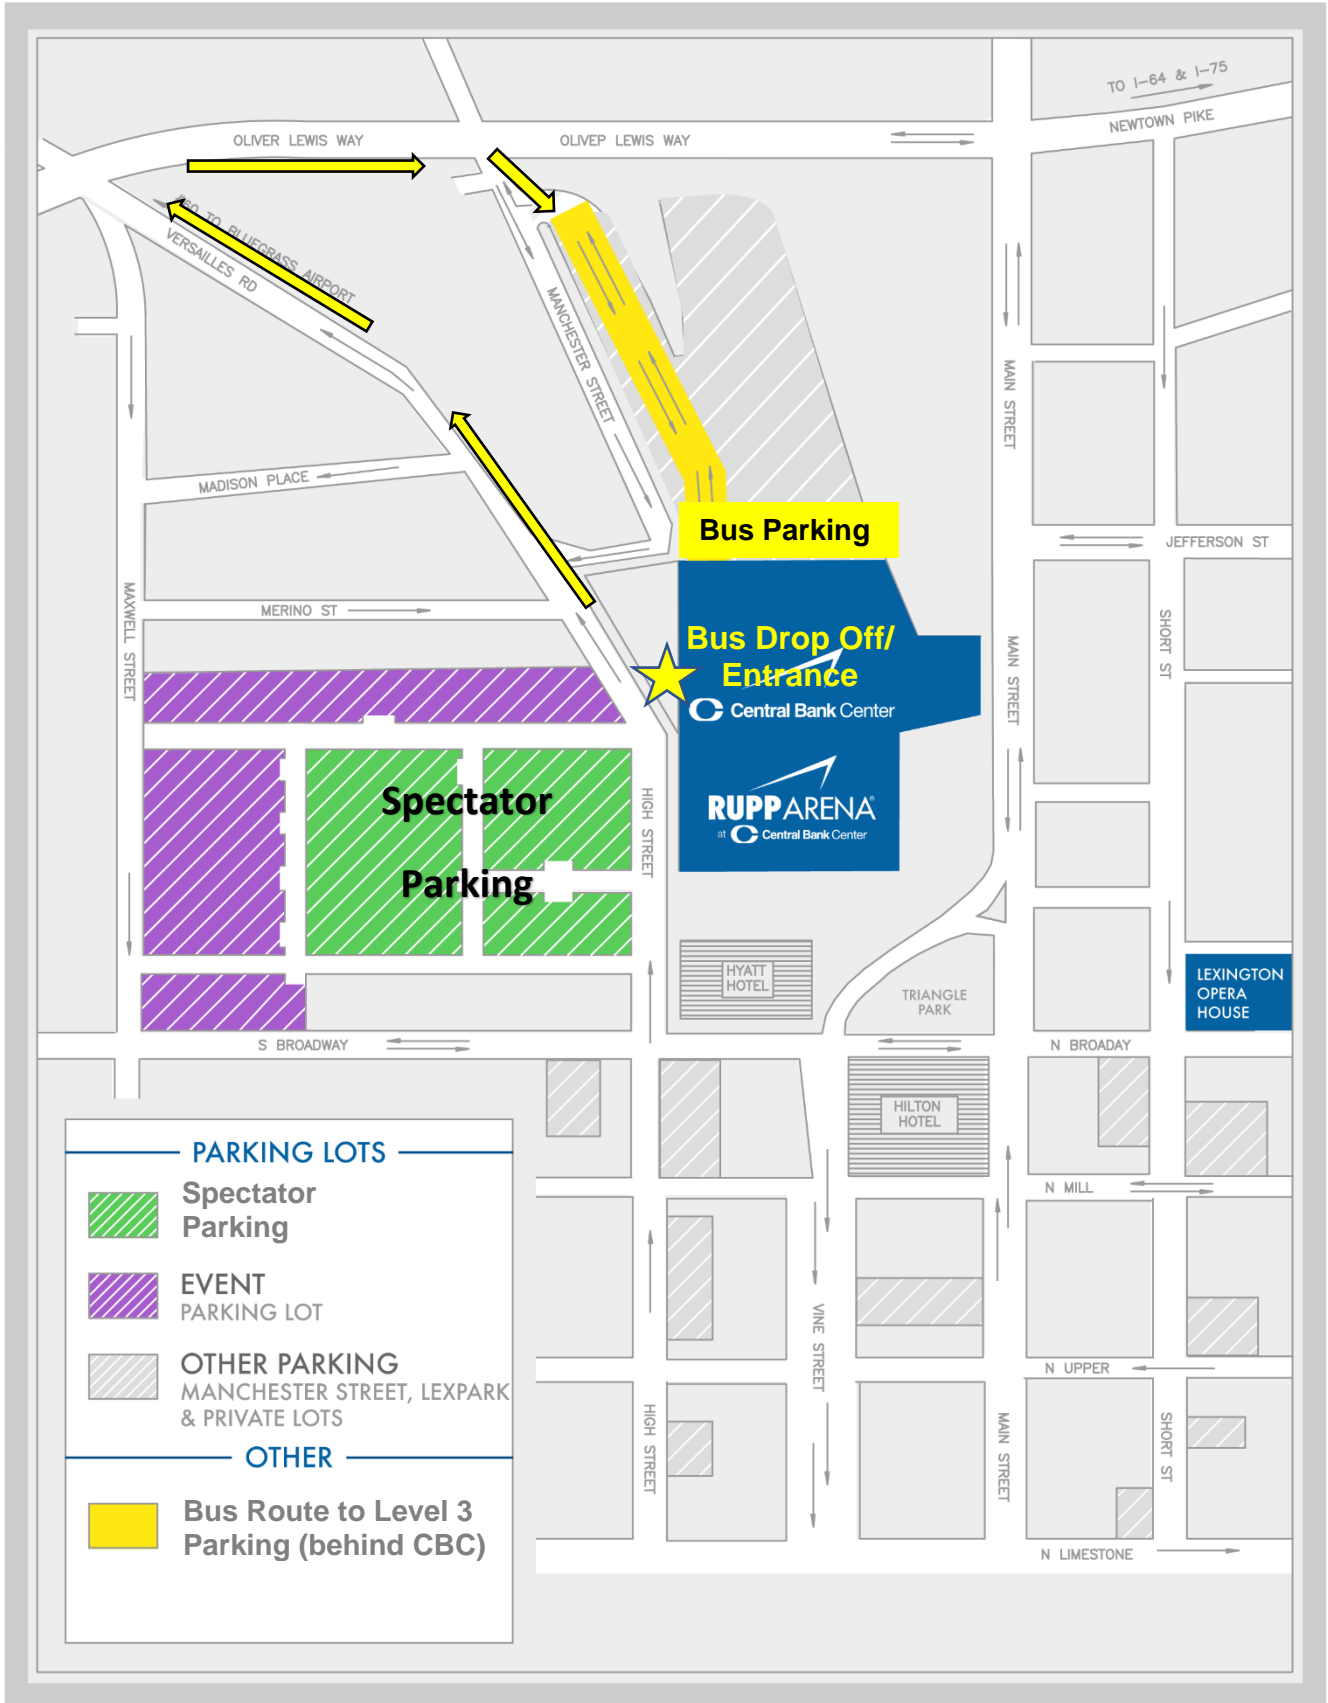 TO I-64 & I-75
NEWTOWN PIKE
OLIVER LEWIS WAY
OLIVEP LEWIS WAY
#60 TO BLUEGRASS AIRPORT
VERSAILLES RD
MANCHESTER STREET
MAIN STREET
MADISON PLACE
Bus Parking
JEFFERSON ST
MAXWELL STREET
MERINO ST
SHORT ST
MAIN STREET
Bus Drop Off/
Entrance
Central Bank Center
RUPP ARENA®
at Central Bank Center
HIGH STREET
Spectator
Parking
HYATT
HOTEL
TRIANGLE
PARK
LEXINGTON
OPERA
HOUSE
S BROADWAY
N BROADAY
HILTON
HOTEL
N MILL
VINE STREET
N UPPER
HIGH STREET
MAIN STREET
SHORT ST
N LIMESTONE
PARKING LOTS
Spectator
Parking
EVENT
PARKING LOT
OTHER PARKING
MANCHESTER STREET, LEXPARK
& PRIVATE LOTS
OTHER
Bus Route to Level 3
Parking (behind CBC)